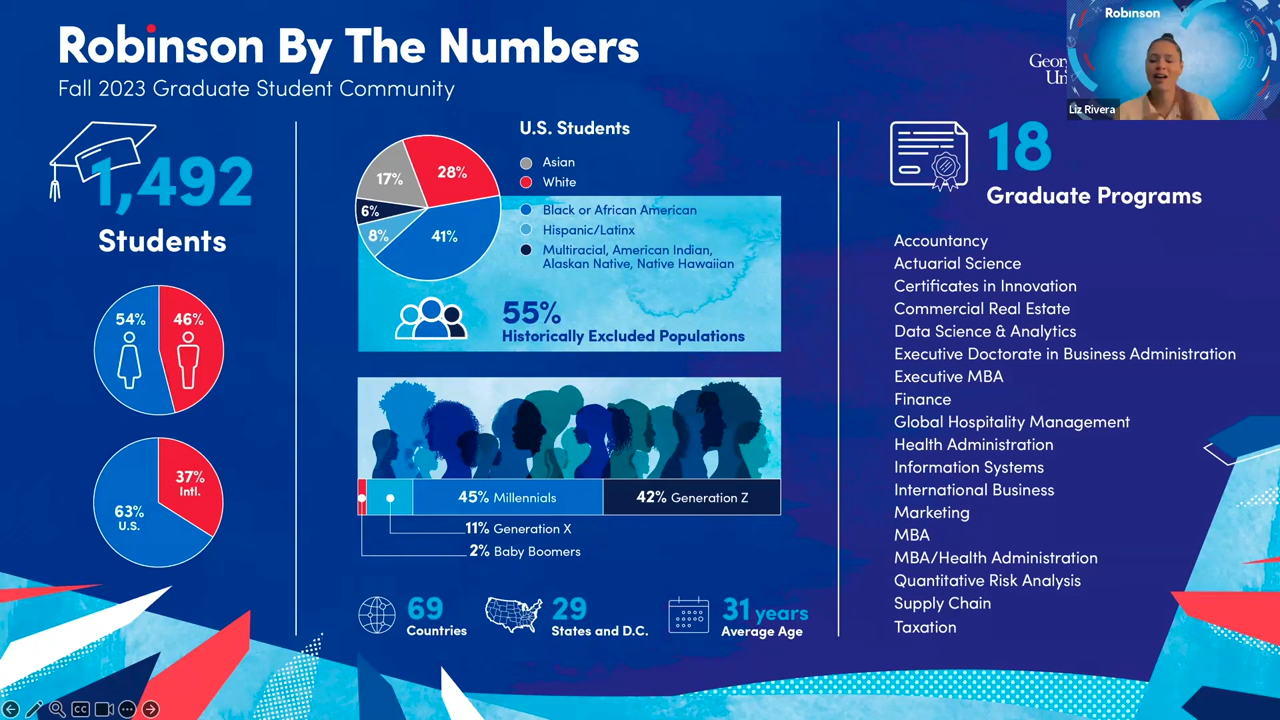 Robinson By The Numbers
Fall 2023 Graduate Student Community
1,492
Students
54%
46%
37%
Intl.
63%
U.S.
U.S. Students
17%
28%
6%
8%
41%
Asian
White
Black or African American
Hispanic/Latinx
Multiracial, American Indian,
Alaskan Native, Native Hawaiian
55%
Historically Excluded Populations
45% Millennials
42% Generation Z
11% Generation X
2% Baby Boomers
69
Countries
29
States and D.C.
31 years
Average Age
Robinson
Liz Rivera
18
Graduate Programs
Accountancy
Actuarial Science
Certificates in Innovation
Commercial Real Estate
Data Science & Analytics
Executive Doctorate in Business Administration
Executive MBA
Finance
Global Hospitality Management
Health Administration
Information Systems
International Business
Marketing
MBA
MBA/Health Administration
Quantitative Risk Analysis
Supply Chain
Taxation
CC